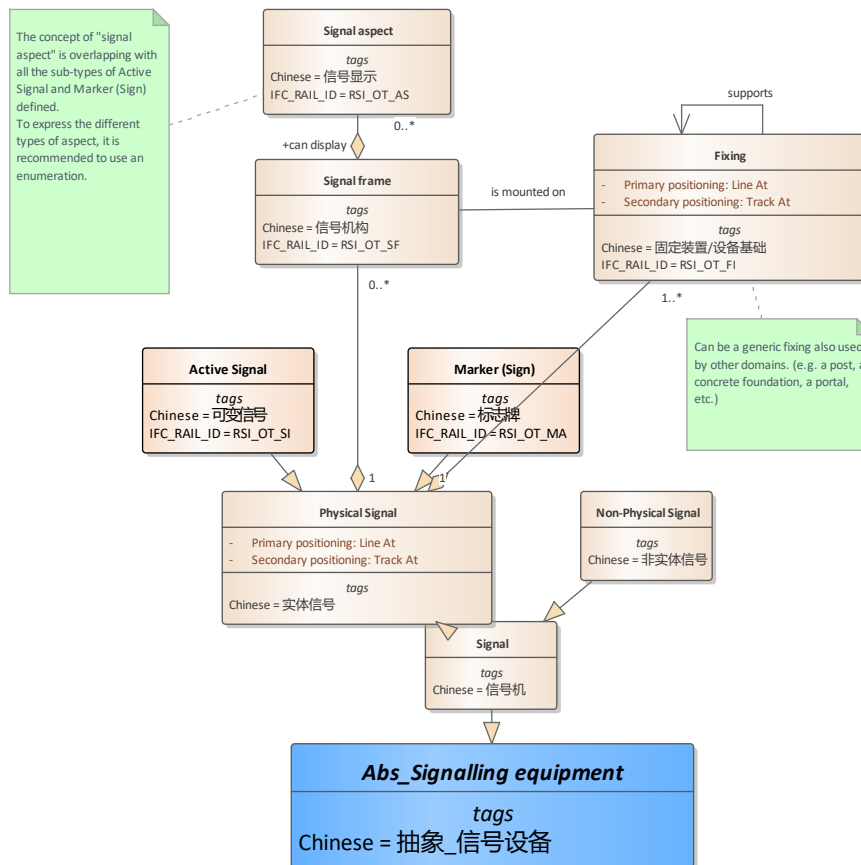 The concept of "signal
aspect" is overlapping with
all the sub-types of Active
Signal and Marker (Sign)
defined.
To express the different
types of aspect, it is
recommended to use an
enumeration.
Signal aspect
tags
Chinese = 信号显示
IFC_RAIL_ID = RSI_OT_AS
0..*
+can display
Signal frame
tags
Chinese = 信号机构
IFC_RAIL_ID = RSI_OT_SF
0..*
is mounted on
supports
Fixing
- Primary positioning: Line At
- Secondary positioning: Track At
tags
Chinese = 固定装置/设备基础
IFC_RAIL_ID = RSI_OT_FI
1..*
Can be a generic fixing also used
by other domains. (e.g. a post, a
concrete foundation, a portal,
etc.)
Active Signal
tags
Chinese = 可变信号
IFC_RAIL_ID = RSI_OT_SI
Marker (Sign)
tags
Chinese = 标志牌
IFC_RAIL_ID = RSI_OT_MA
1
1
Physical Signal
- Primary positioning: Line At
- Secondary positioning: Track At
tags
Chinese = 实体信号
Non-Physical Signal
tags
Chinese = 非实体信号
Signal
tags
Chinese = 信号机
Abs_Signalling equipment
tags
Chinese = 抽象_信号设备